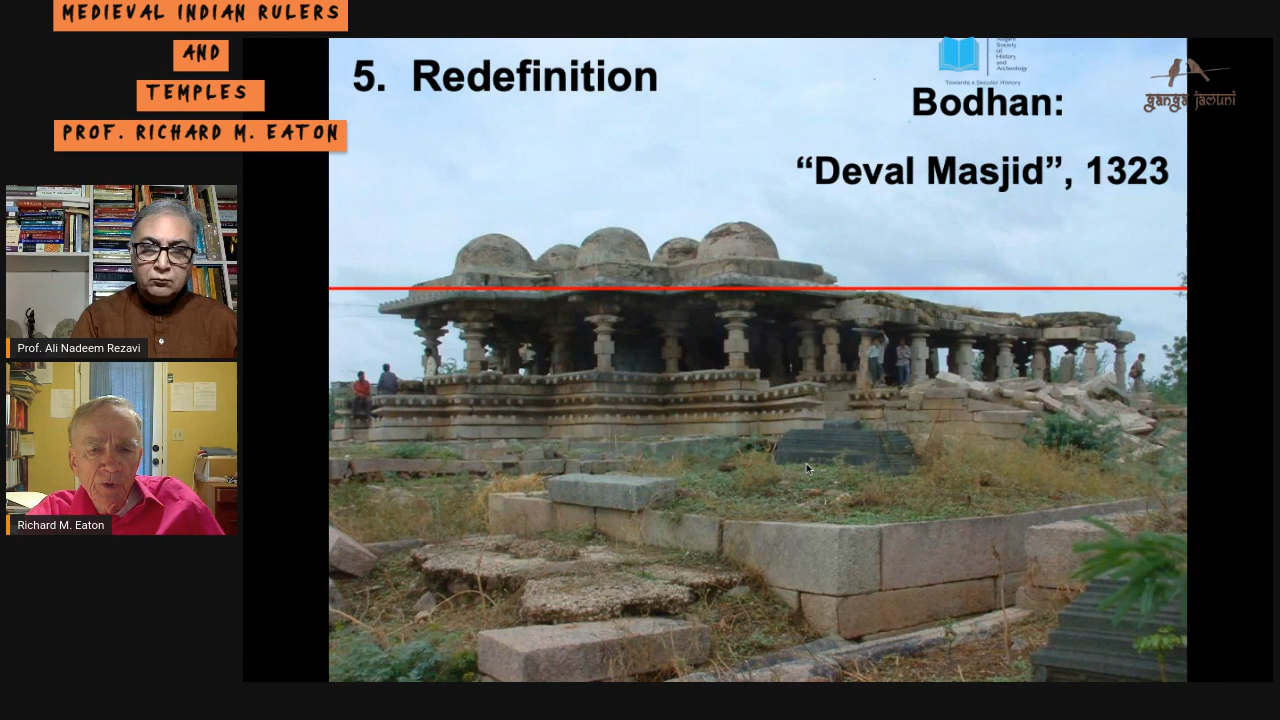 MEDIEVAL INDIAN RULERS
AND
TEMPLES
PROF. RICHARD M. EATON
5. Redefinition
Society
of
History
and
Archeology
Towards a Secular History
ganga jamuni
Bodhan:
“Deval Masjid”, 1323
Prof. Ali Nadeem Rezavi
Richard M. Eaton